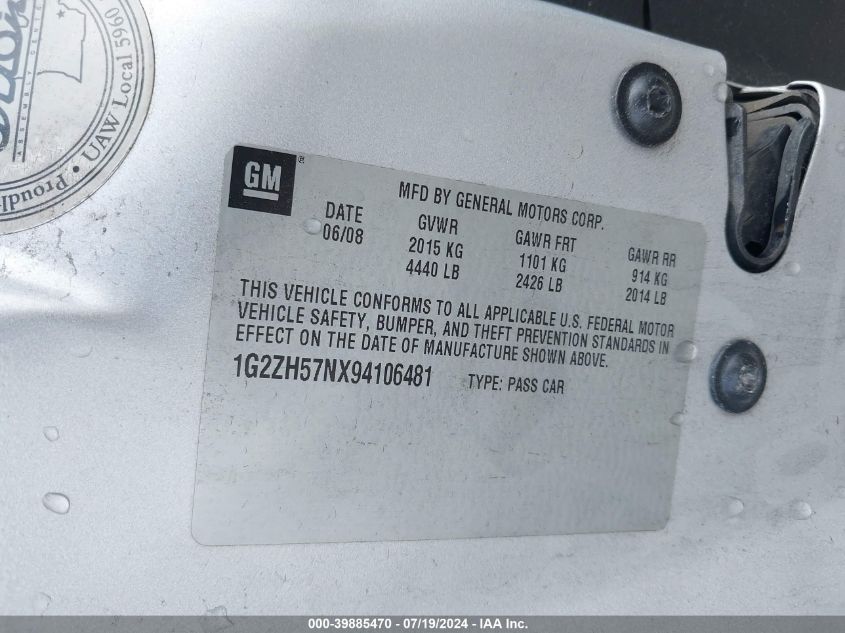 ASSEMBLY CEN
Proudl
UAW Local 5960
GM®
MFD BY GENERAL MOTORS CORP.
DATE GVWR GAWR FRT GAWR RR
06/08 2015 KG 1101 KG 914 KG
4440 LB 2426 LB 2014 LB
THIS VEHICLE CONFORMS TO ALL APPLICABLE U.S. FEDERAL MOTOR
VEHICLE SAFETY, BUMPER, AND THEFT PREVENTION STANDARDS IN
EFFECT ON THE DATE OF MANUFACTURE SHOWN ABOVE.
1G2ZH57NX94106481 TYPE: PASS CAR
000-39885470 - 07/19/2024 - IAA Inc.